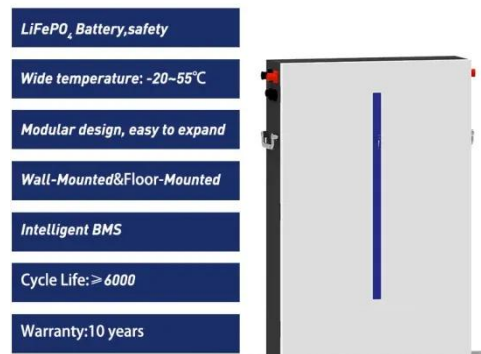 LiFePO₄ Battery,safety
Wide temperature: -20~55℃
Modular design, easy to expand
Wall-Mounted&Floor-Mounted
Intelligent BMS
Cycle Life:≥6000
Warranty:10 years